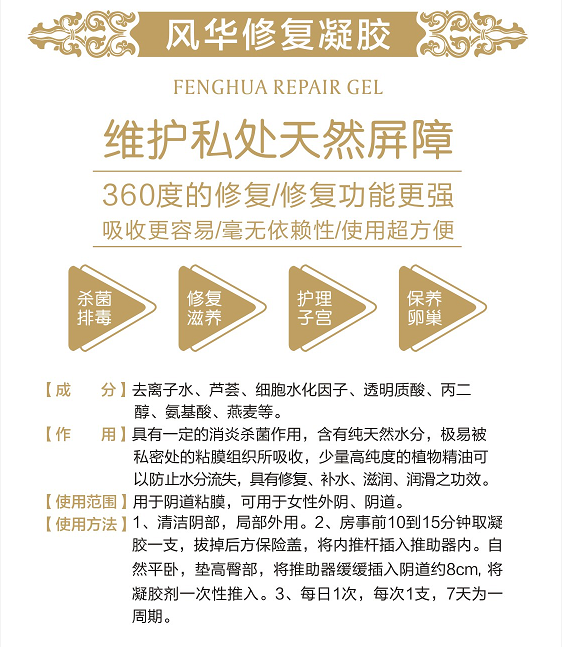 风华修复凝胶
FENGHUA REPAIR GEL
维护私处天然屏障
360度的修复/修复功能更强
吸收更容易/毫无依赖性/使用超方便
杀菌
排毒
修复
滋养
护理
子宫
保养
卵巢
【成 分】去离子水、芦荟、细胞水化因子、透明质酸、丙二
醇、氨基酸、燕麦等。
【作 用】具有一定的消炎杀菌作用，含有纯天然水分，极易被
私密处的粘膜组织所吸收，少量高纯度的植物精油可
以防止水分流失，具有修复、补水、滋润、润滑之功效。
【使用范围】用于阴道粘膜，可用于女性外阴、阴道。
【使用方法】1、清洁阴部，局部外用。2、房事前10到15分钟取凝
胶一支，拔掉后方保险盖，将内推杆插入推助器内。自
然平卧，垫高臀部，将推助器缓缓插入阴道约8cm, 将
凝胶剂一次性推入。3、每日1次，每次1支，7天为一
周期。